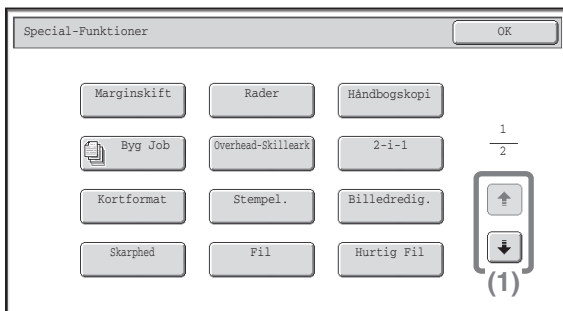 Special-Funktioner OK
Marginskift Rader Håndbogskopi
Byg Job Overhead-Skilleark 2-i-1
1
2
Kortformat Stempel. Billedredig.
Skarphed Fil Hurtig Fil
(1)